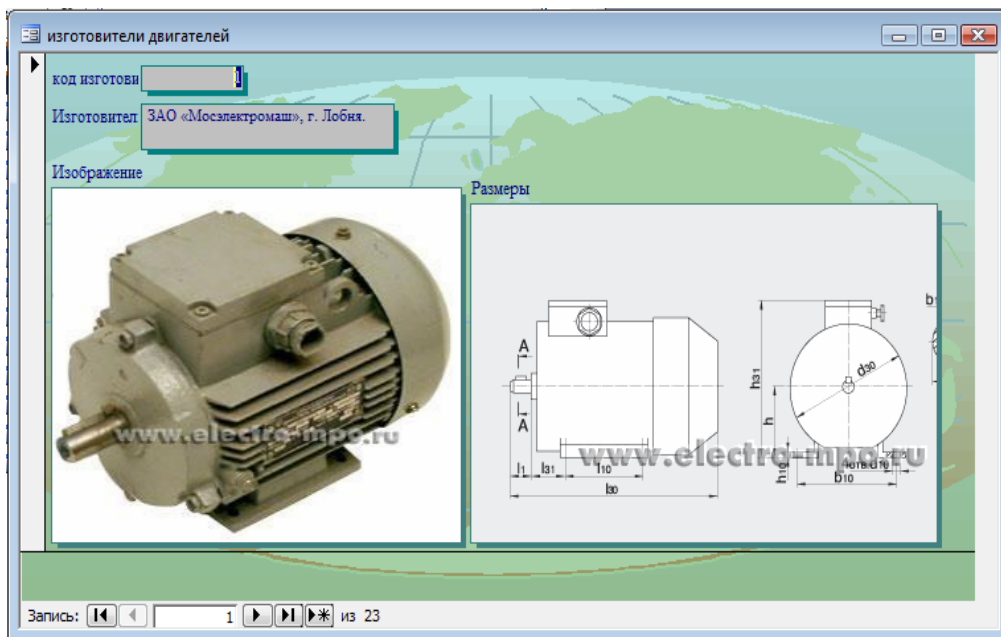 изготовители двигателей
код изготови
1
Изготовител
ЗАО «Мосэлектромаш», г. Лобня.
Изображение
Размеры
www.electro-mpo.ru
A
A
l1
l31
l10
l30
h31
h
h10
d30
b10
www.electro-mpo.ru
Запись:
1
из 23